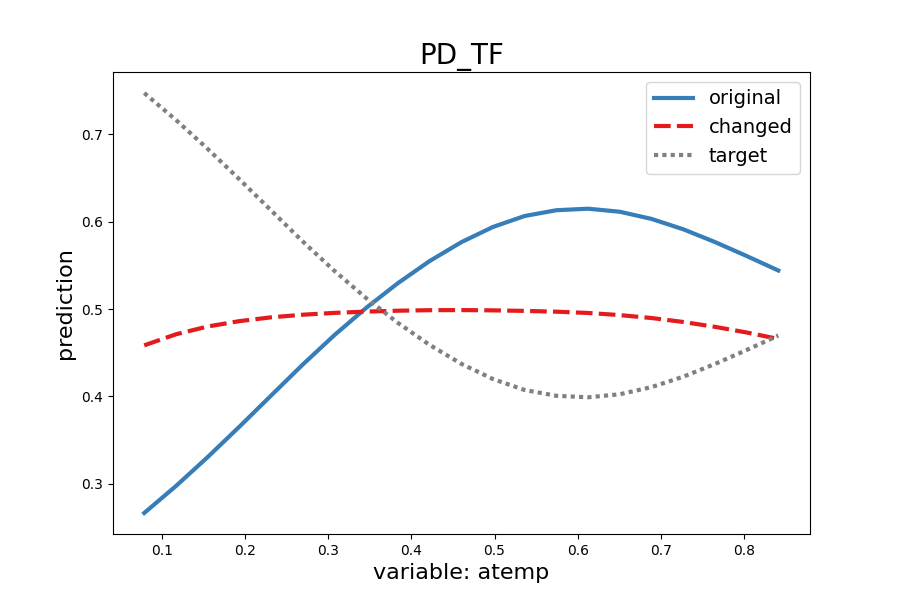 PD_TF
original
changed
target
prediction
0.7
0.6
0.5
0.4
0.3
0.1 0.2 0.3 0.4 0.5 0.6 0.7 0.8
variable: atemp